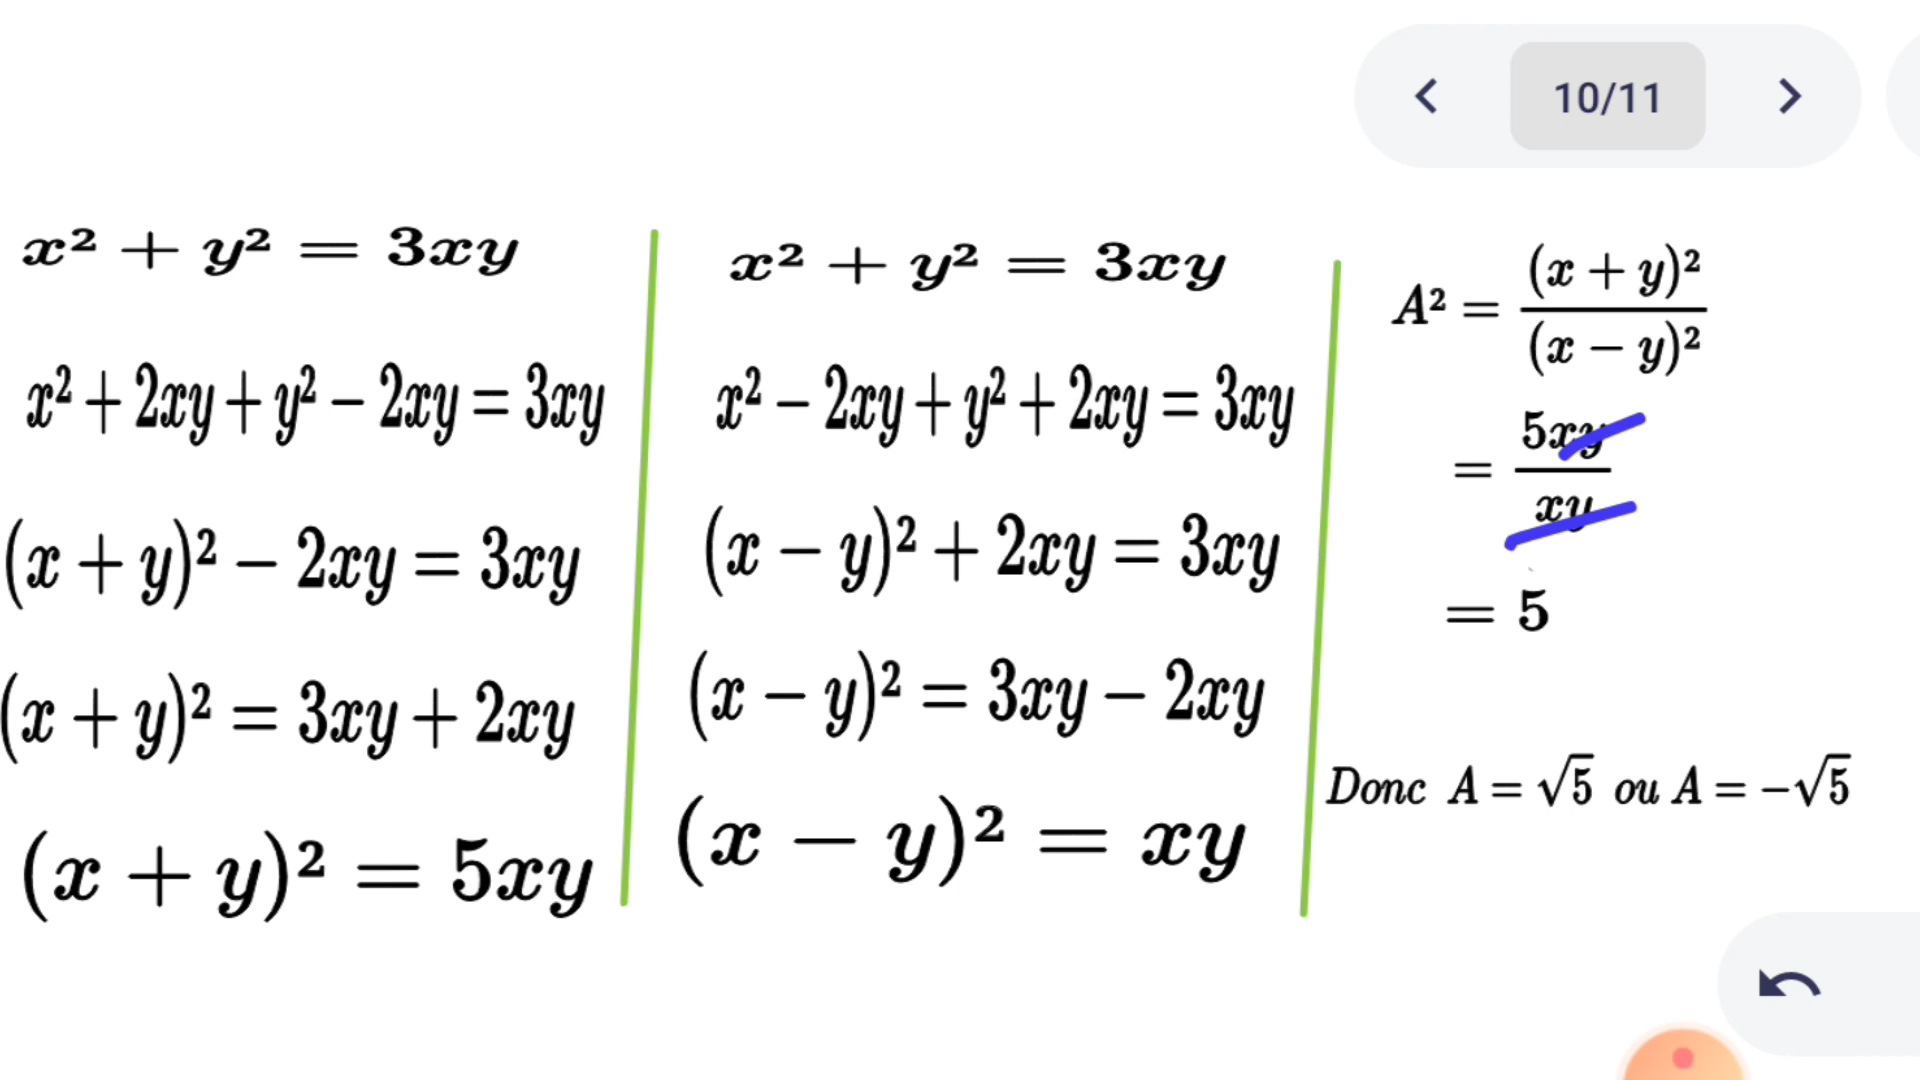 10/11
x² + y² = 3xy
x² + 2xy + y² − 2xy = 3xy
(x + y)² − 2xy = 3xy
(x + y)² = 3xy + 2xy
(x + y)² = 5xy
x² + y² = 3xy
x² − 2xy + y² + 2xy = 3xy
(x − y)² + 2xy = 3xy
(x − y)² = 3xy − 2xy
(x − y)² = xy
A² = (x + y)² / (x − y)²
= 5xy / xy
= 5
Donc A = √5 ou A = −√5